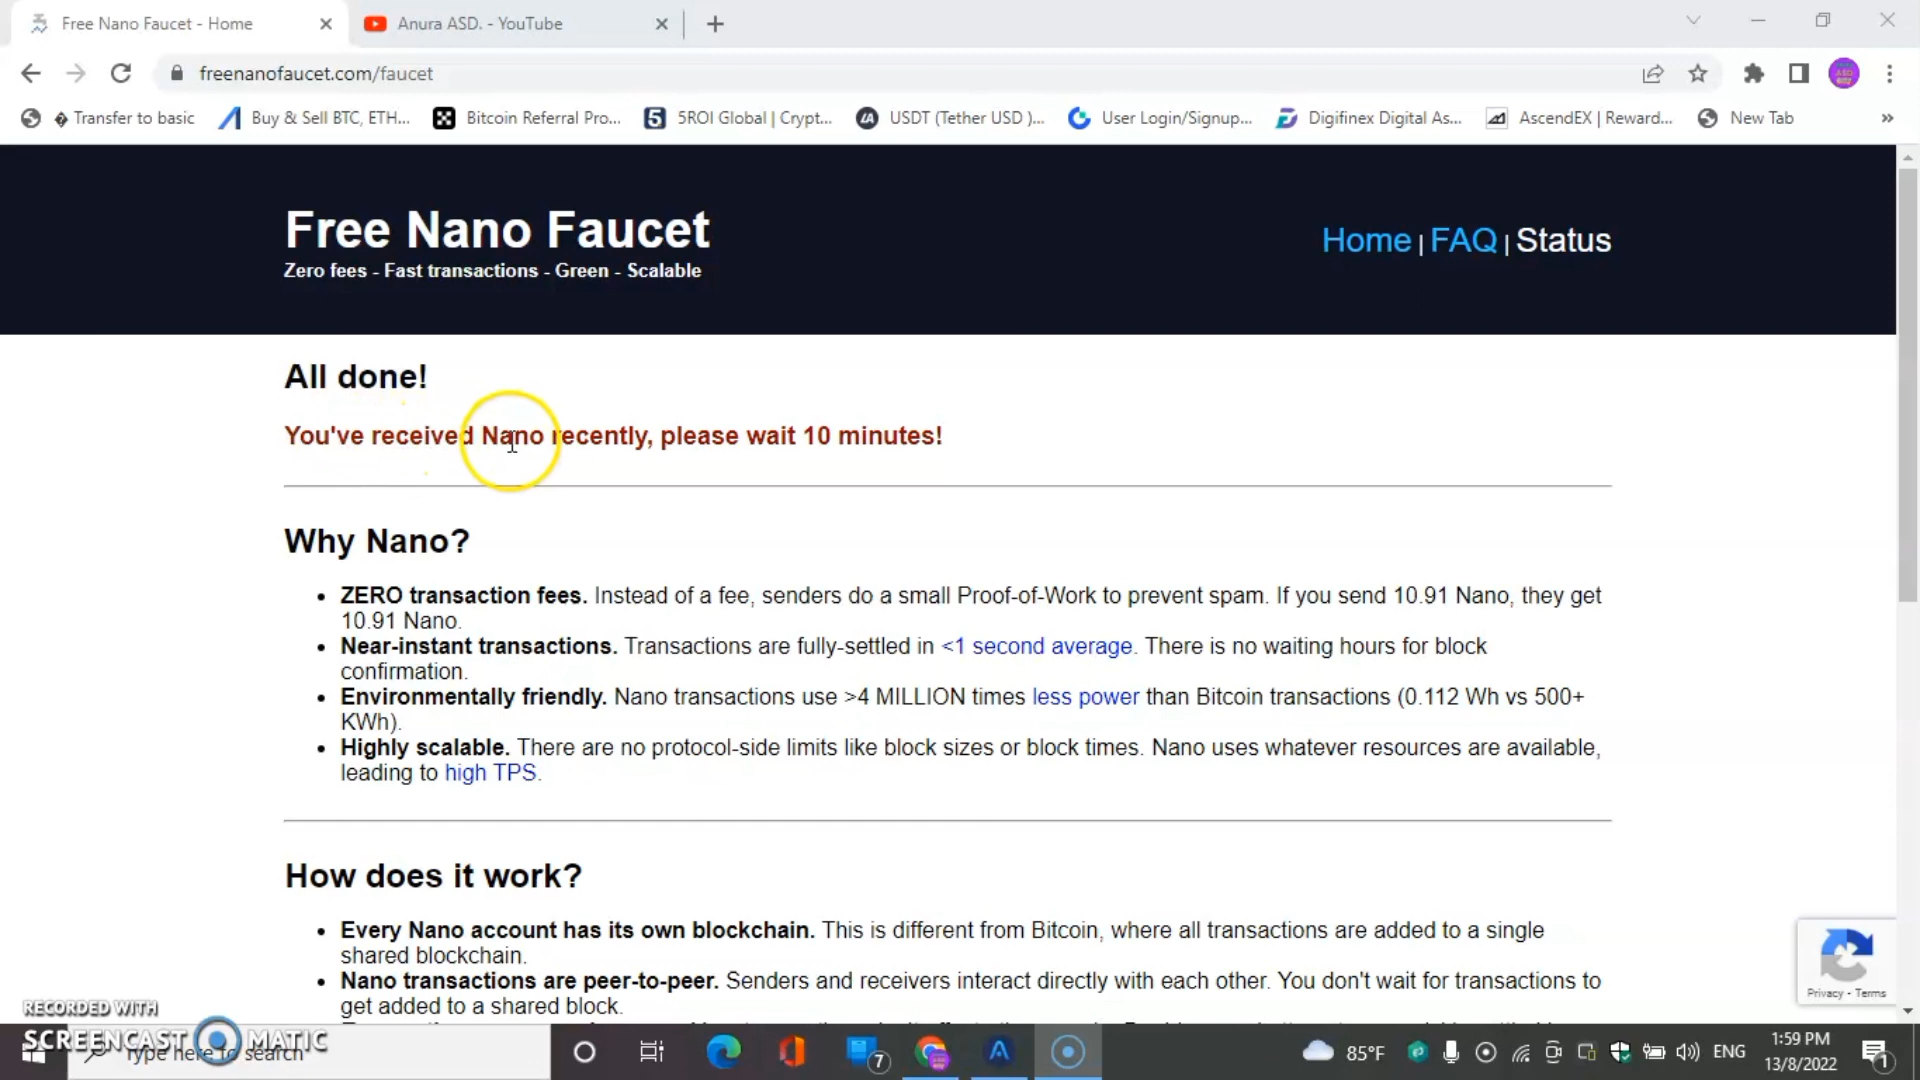 Free Nano Faucet - Home
Anura ASD. - YouTube
freenanofaucet.com/faucet
Transfer to basic
Buy & Sell BTC, ETH...
Bitcoin Referral Pro...
5ROI Global | Crypt...
USDT (Tether USD )...
User Login/Signup...
Digifinex Digital As...
AscendEX | Reward...
New Tab
»
Free Nano Faucet
Home | FAQ | Status
Zero fees - Fast transactions - Green - Scalable
All done!
You've received Nano recently, please wait 10 minutes!
Why Nano?
• ZERO transaction fees. Instead of a fee, senders do a small Proof-of-Work to prevent spam. If you send 10.91 Nano, they get
10.91 Nano.
• Near-instant transactions. Transactions are fully-settled in <1 second average. There is no waiting hours for block
confirmation.
• Environmentally friendly. Nano transactions use >4 MILLION times less power than Bitcoin transactions (0.112 Wh vs 500+
KWh).
• Highly scalable. There are no protocol-side limits like block sizes or block times. Nano uses whatever resources are available,
leading to high TPS.
How does it work?
• Every Nano account has its own blockchain. This is different from Bitcoin, where all transactions are added to a single
shared blockchain.
• Nano transactions are peer-to-peer. Senders and receivers interact directly with each other. You don't wait for transactions to
get added to a shared block.
Privacy - Terms
RECORDED WITH
SCREENCAST MATIC
Type here to search
7
85°F
ENG
1:59 PM
13/8/2022
1